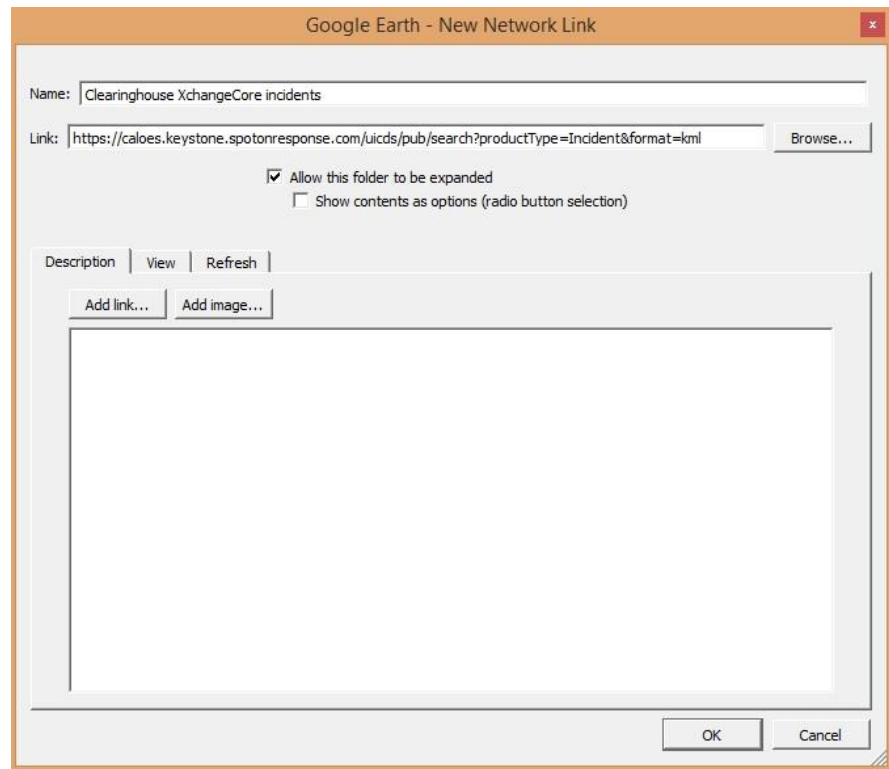 Google Earth - New Network Link
x
Name: Clearinghouse XchangeCore incidents
Link: https://caloes.keystone.spotonresponse.com/uicds/pub/search?productType=Incident&format=kml Browse...
Allow this folder to be expanded
Show contents as options (radio button selection)
Description View Refresh
Add link... Add image...
OK Cancel